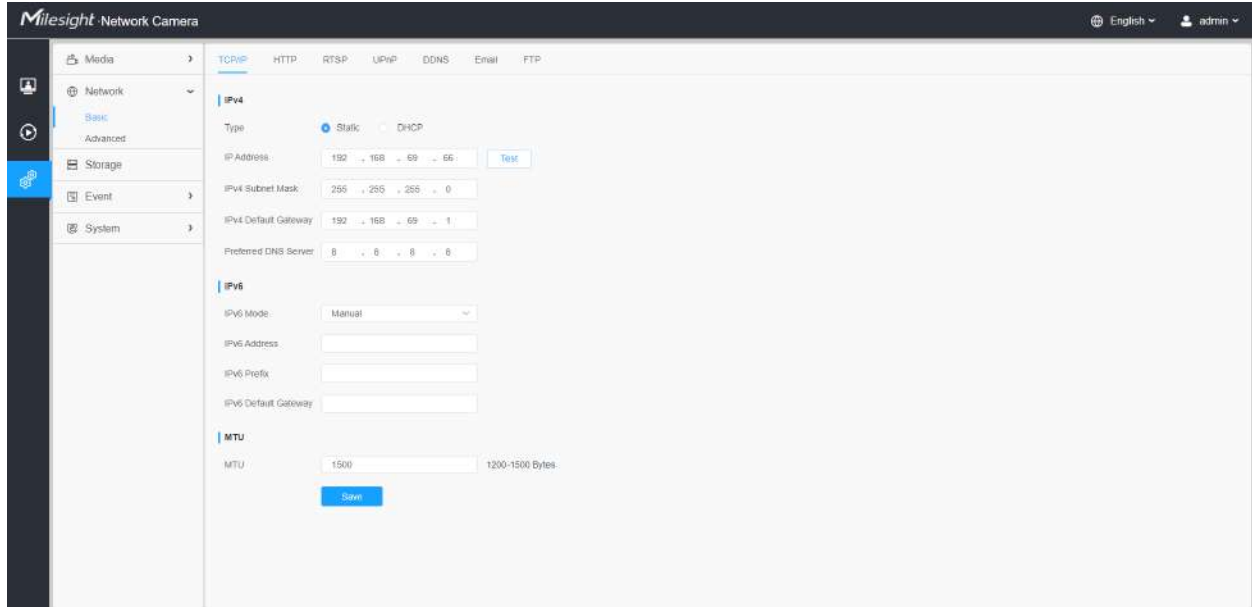 Milesight Network Camera
English
admin
Media
Network
Basic
Advanced
Storage
Event
System
TCP/IP HTTP RTSP UPnP DDNS Email FTP
IPv4
Type Static DHCP
IP Address 192 . 168 . 69 . 66 Test
IPv4 Subnet Mask 255 . 255 . 255 . 0
IPv4 Default Gateway 192 . 168 . 69 . 1
Preferred DNS Server 8 . 8 . 8 . 8
IPv6
IPv6 Mode Manual
IPv6 Address
IPv6 Prefix
IPv6 Default Gateway
MTU
MTU 1500 1200-1500 Bytes
Save